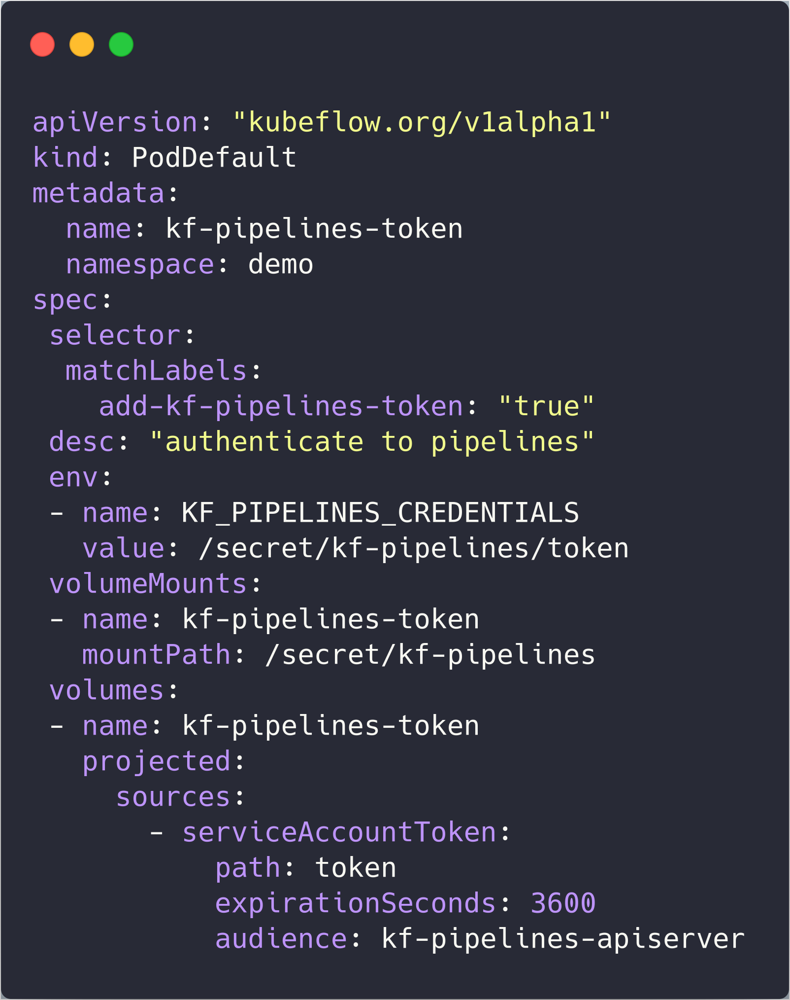 apiVersion: "kubeflow.org/v1alpha1"
kind: PodDefault
metadata:
  name: kf-pipelines-token
  namespace: demo
spec:
 selector:
  matchLabels:
    add-kf-pipelines-token: "true"
 desc: "authenticate to pipelines"
 env:
 - name: KF_PIPELINES_CREDENTIALS
   value: /secret/kf-pipelines/token
 volumeMounts:
 - name: kf-pipelines-token
   mountPath: /secret/kf-pipelines
 volumes:
 - name: kf-pipelines-token
   projected:
     sources:
       - serviceAccountToken:
           path: token
           expirationSeconds: 3600
           audience: kf-pipelines-apiserver